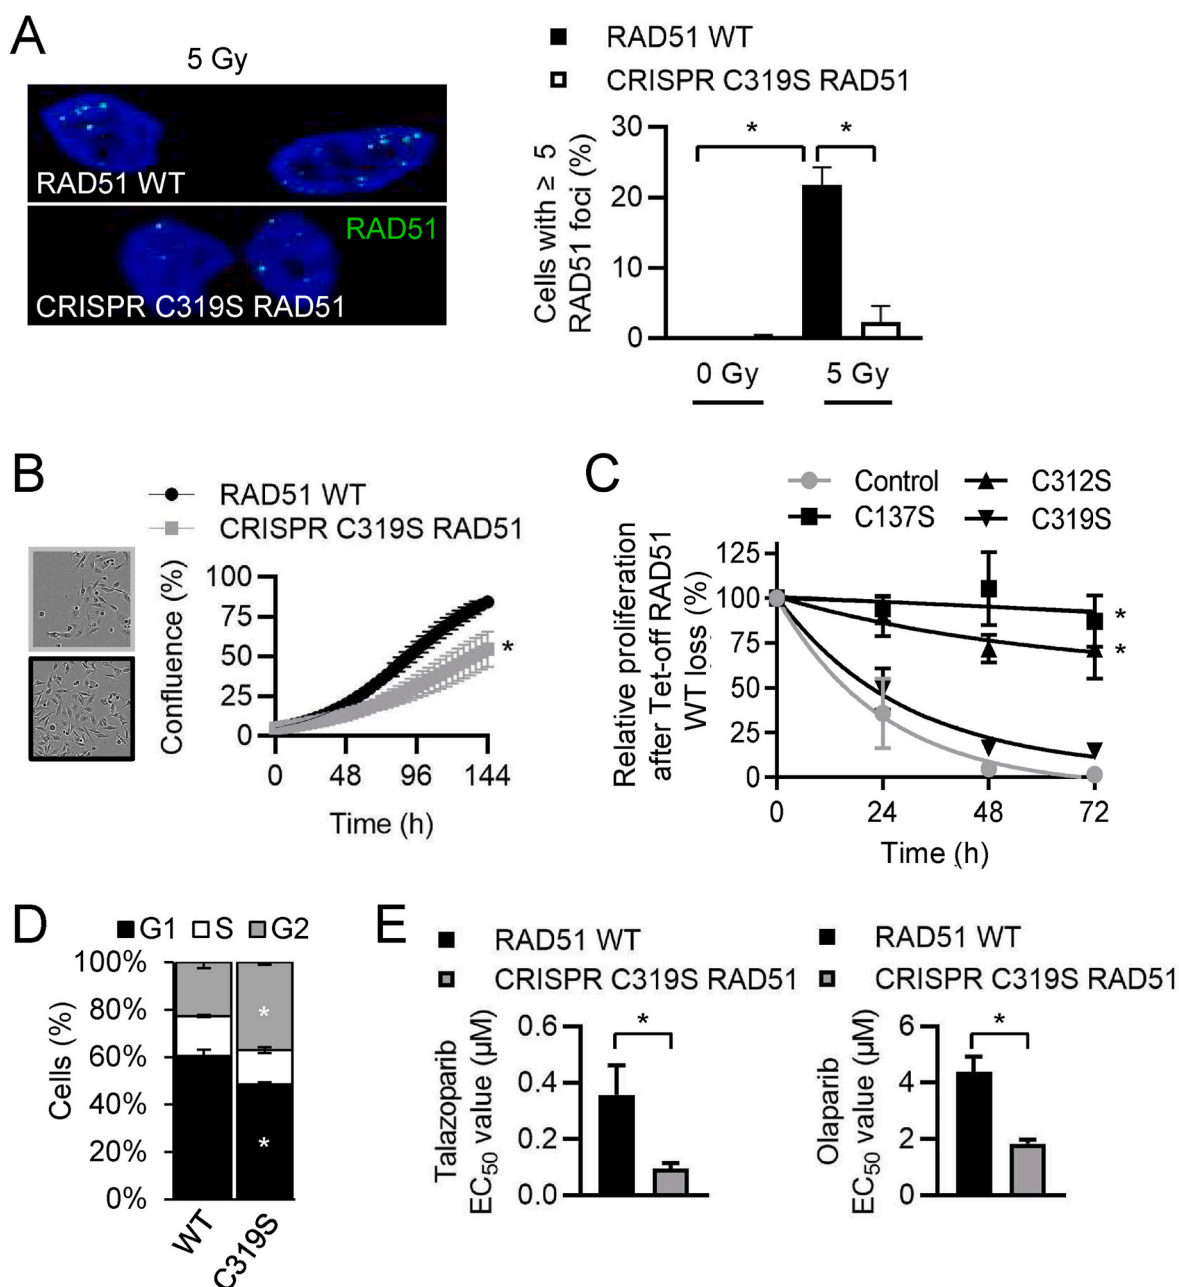 A
5 Gy
RAD51 WT
RAD51
CRISPR C319S RAD51
RAD51 WT
CRISPR C319S RAD51
Cells with ≥ 5
RAD51 foci (%)
30
20
10
0
*
*
0 Gy
5 Gy
B
RAD51 WT
CRISPR C319S RAD51
Confluence (%)
100
75
50
25
0
*
0
48
96
144
Time (h)
C
Control
C137S
C312S
C319S
Relative proliferation
after Tet-off RAD51
WT loss (%)
125
100
75
50
25
0
*
*
0
24
48
72
Time (h)
D
G1
S
G2
Cells (%)
100%
80%
60%
40%
20%
0%
*
*
WT
C319S
E
RAD51 WT
CRISPR C319S RAD51
Talazoparib
EC50 value (μM)
0.6
0.4
0.2
0.0
*
RAD51 WT
CRISPR C319S RAD51
Olaparib
EC50 value (μM)
6
4
2
0
*